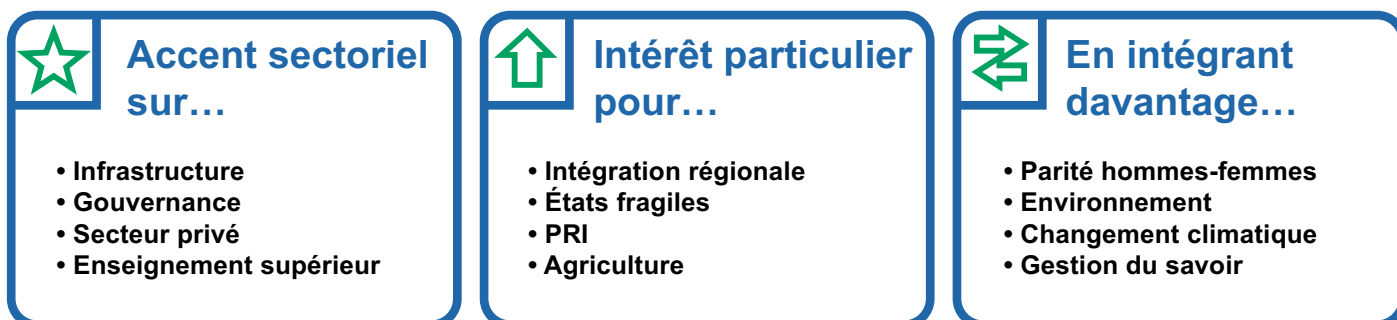 Accent sectoriel
sur…
• Infrastructure
• Gouvernance
• Secteur privé
• Enseignement supérieur
Intérêt particulier
pour…
• Intégration régionale
• États fragiles
• PRI
• Agriculture
En intégrant
davantage…
• Parité hommes-femmes
• Environnement
• Changement climatique
• Gestion du savoir